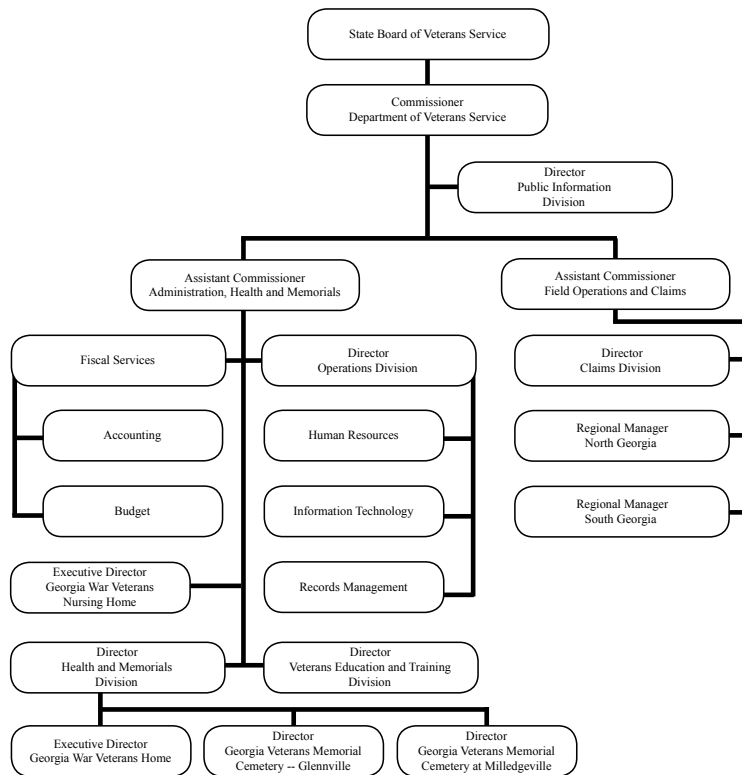 State Board of Veterans Service
Commissioner
Department of Veterans Service
Director
Public Information
Division
Assistant Commissioner
Administration, Health and Memorials
Assistant Commissioner
Field Operations and Claims
Fiscal Services
Director
Operations Division
Director
Claims Division
Accounting
Human Resources
Regional Manager
North Georgia
Budget
Information Technology
Regional Manager
South Georgia
Executive Director
Georgia War Veterans
Nursing Home
Records Management
Director
Health and Memorials
Division
Director
Veterans Education and Training
Division
Executive Director
Georgia War Veterans Home
Director
Georgia Veterans Memorial
Cemetery -- Glennville
Director
Georgia Veterans Memorial
Cemetery at Milledgeville